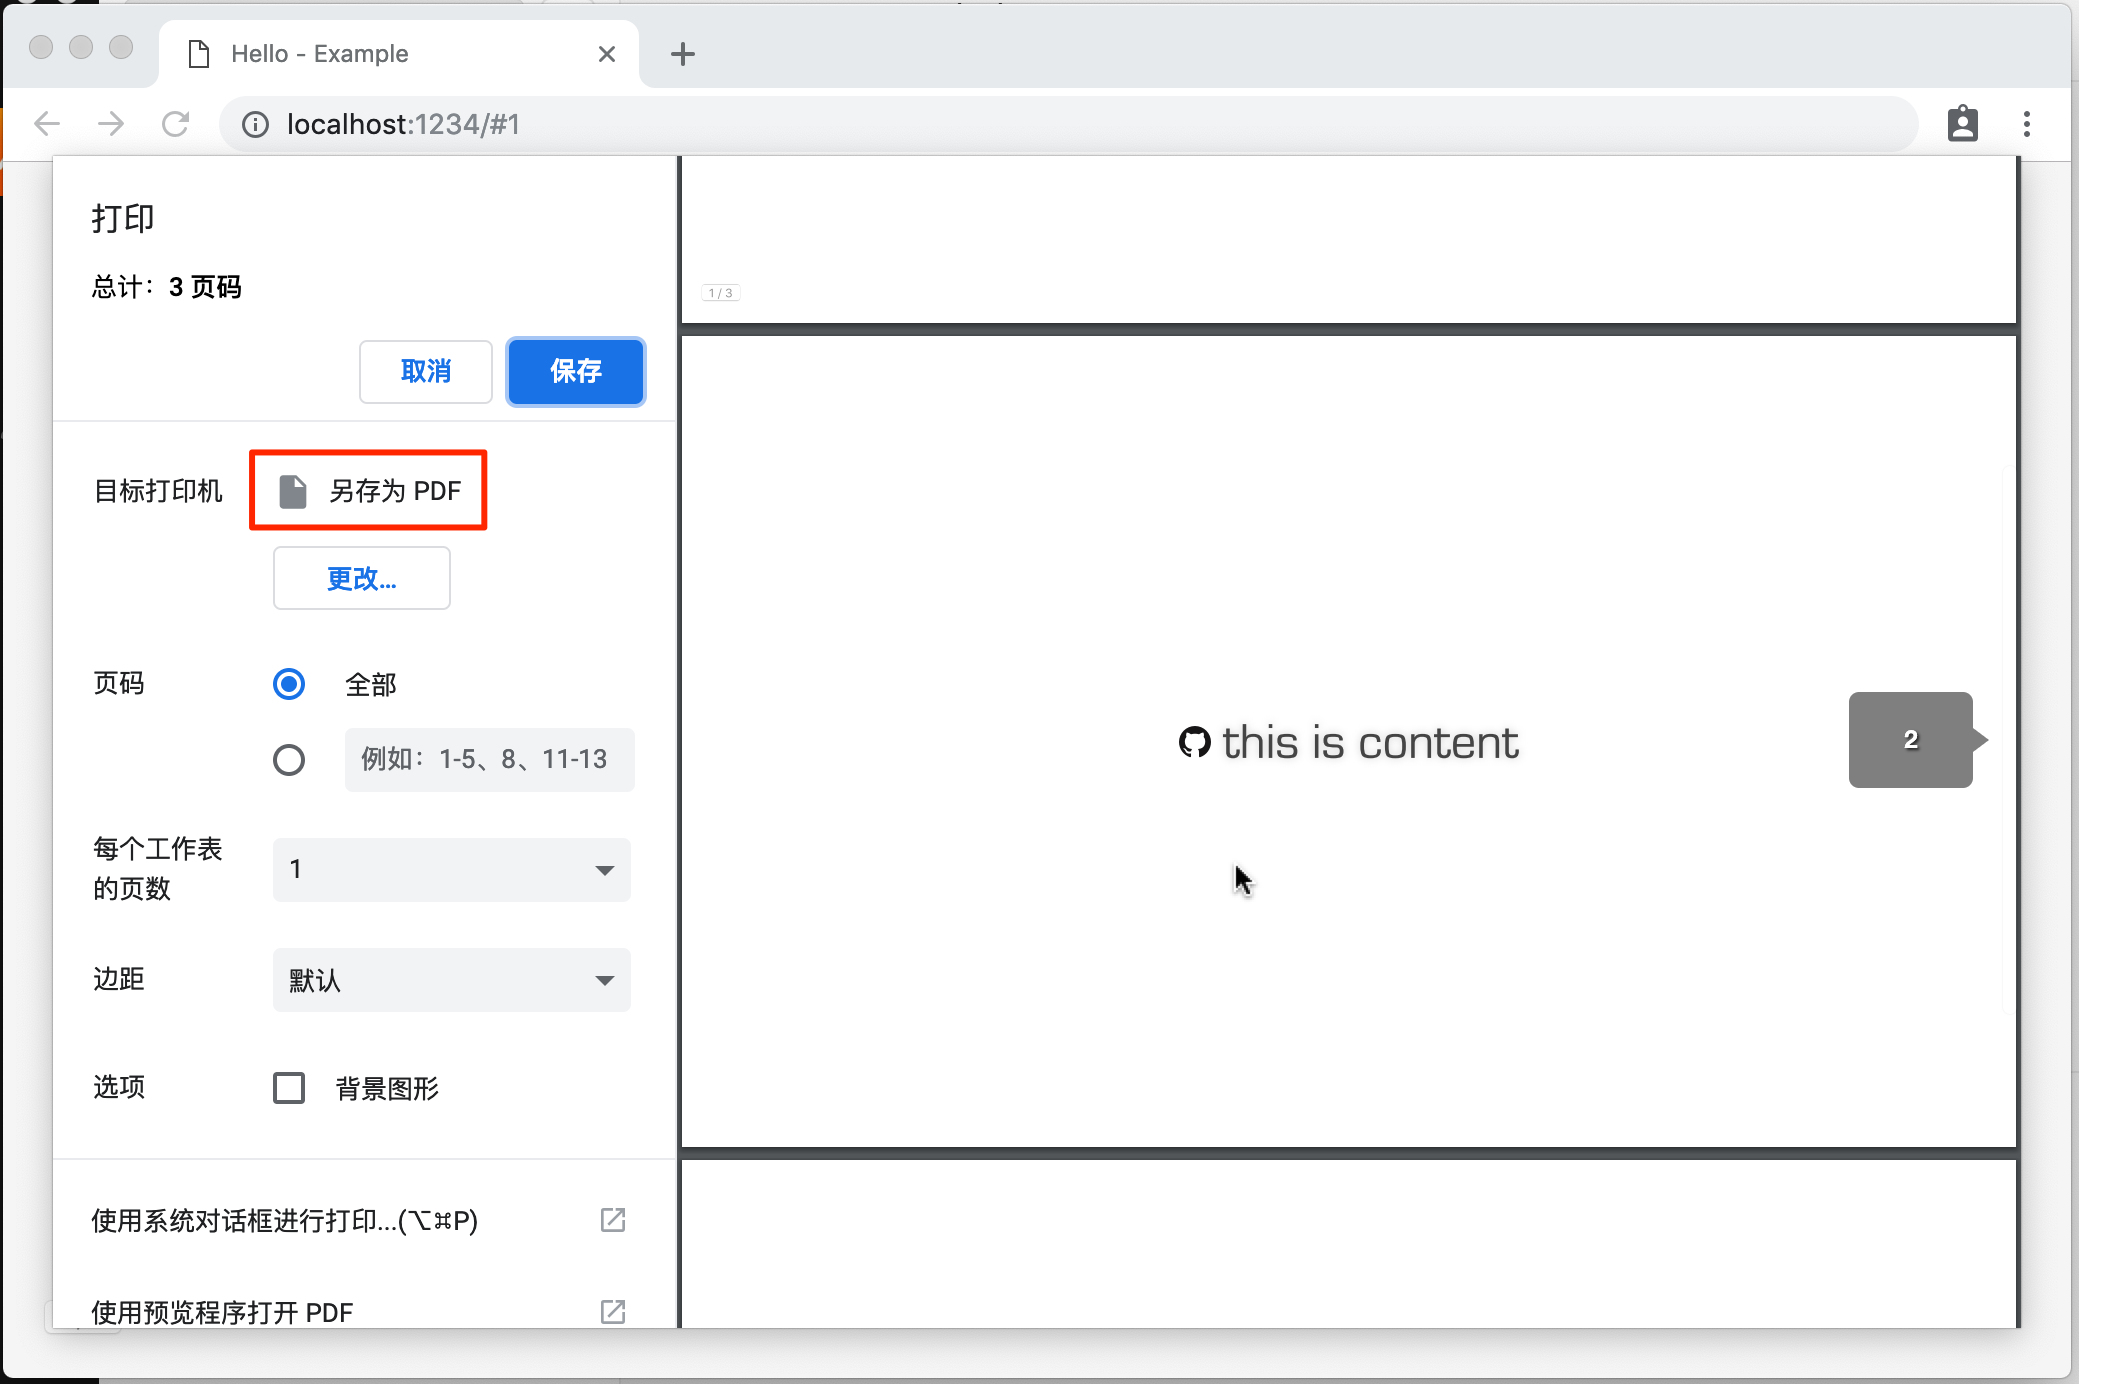 Hello - Example
localhost:1234/#1
打印
总计：3 页码
取消
保存
目标打印机
另存为 PDF
更改...
页码
全部
例如：1-5、8、11-13
每个工作表
的页数
1
边距
默认
选项
背景图形
使用系统对话框进行打印...(⌥⌘P)
使用预览程序打开 PDF
1 / 3
this is content
2